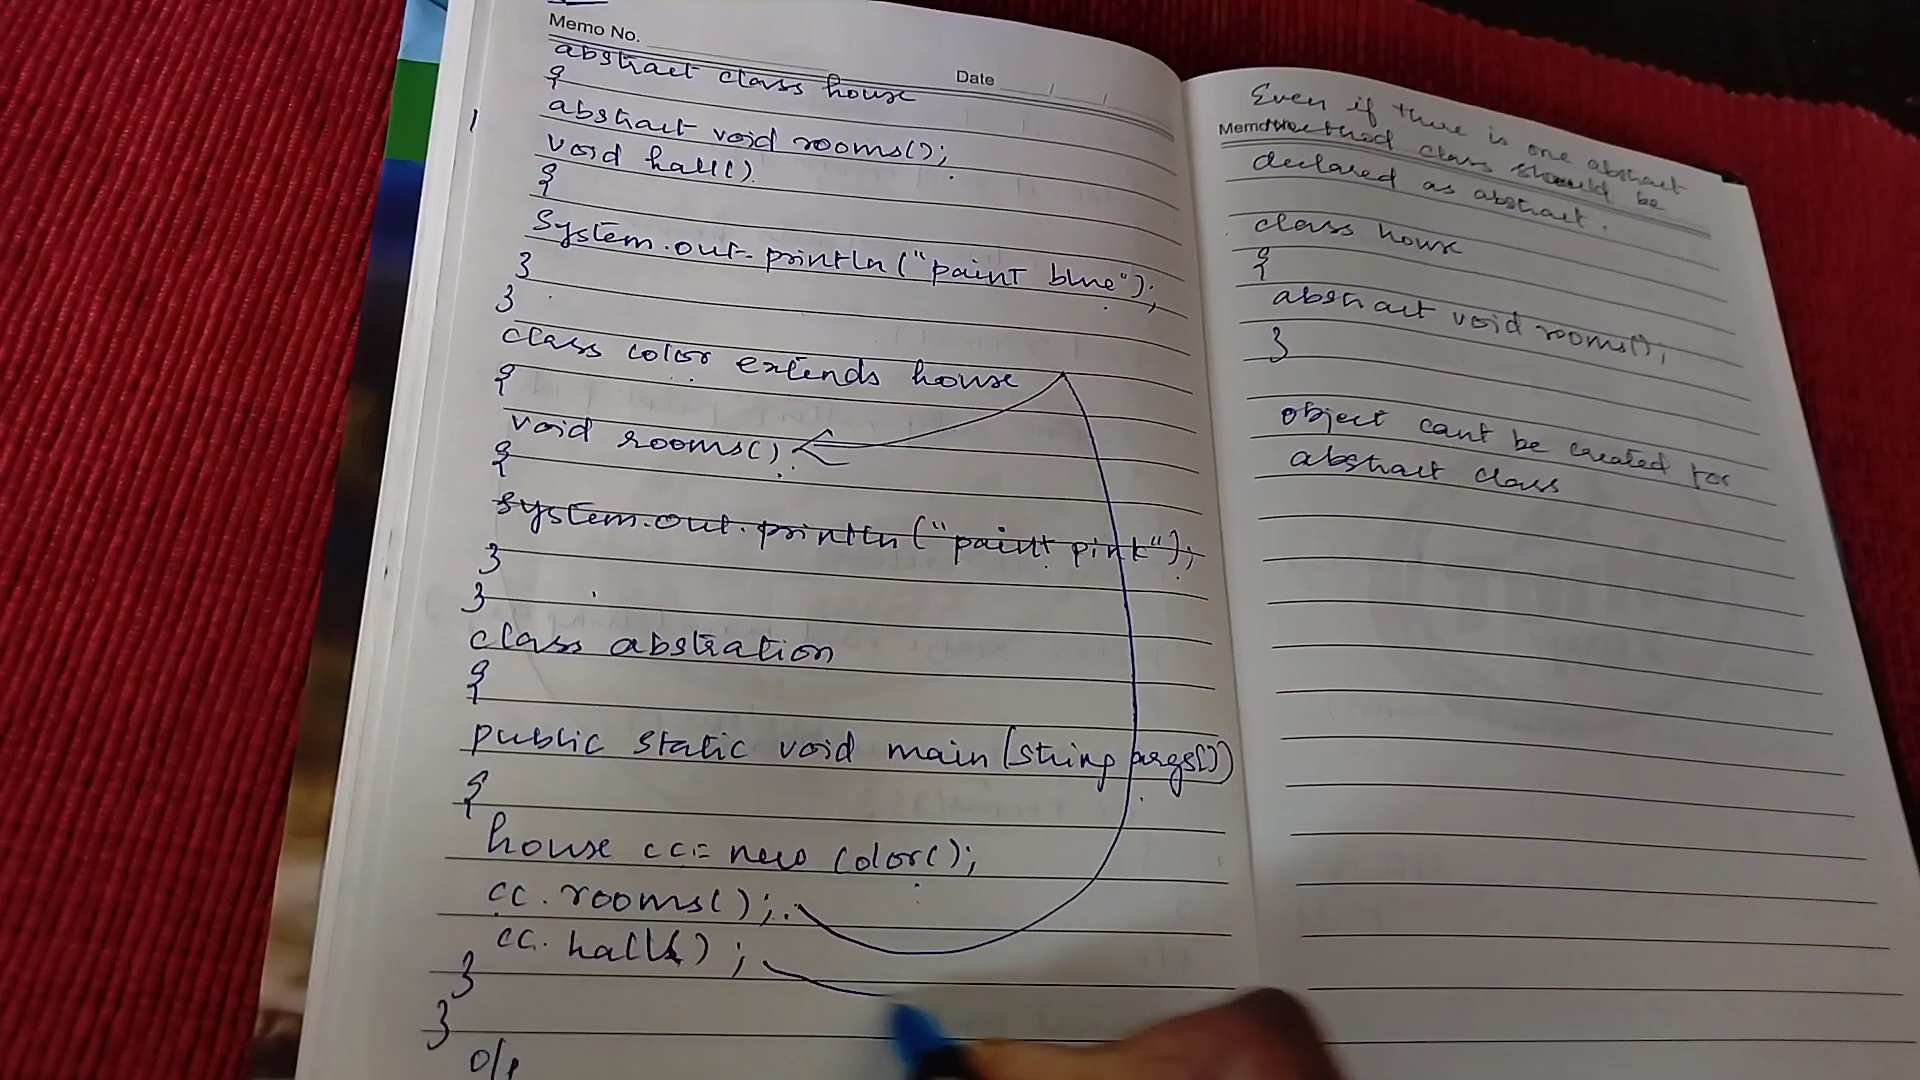 Memo No.
Date / /
abstract class house
{
abstract void rooms();
void hall()
{
System.out.println("paint blue");
}
}
class color extends house
{
void rooms()
{
System.out.println("paint pink");
}
}
class abstration
{
public static void main(String args[])
{
house cc = new color();
cc.rooms();
cc.hall();
}
}
o/p
Even if there is one abstract
method class should be
declared as abstract.
class house
{
abstract void rooms();
}
object cant be created for
abstract class